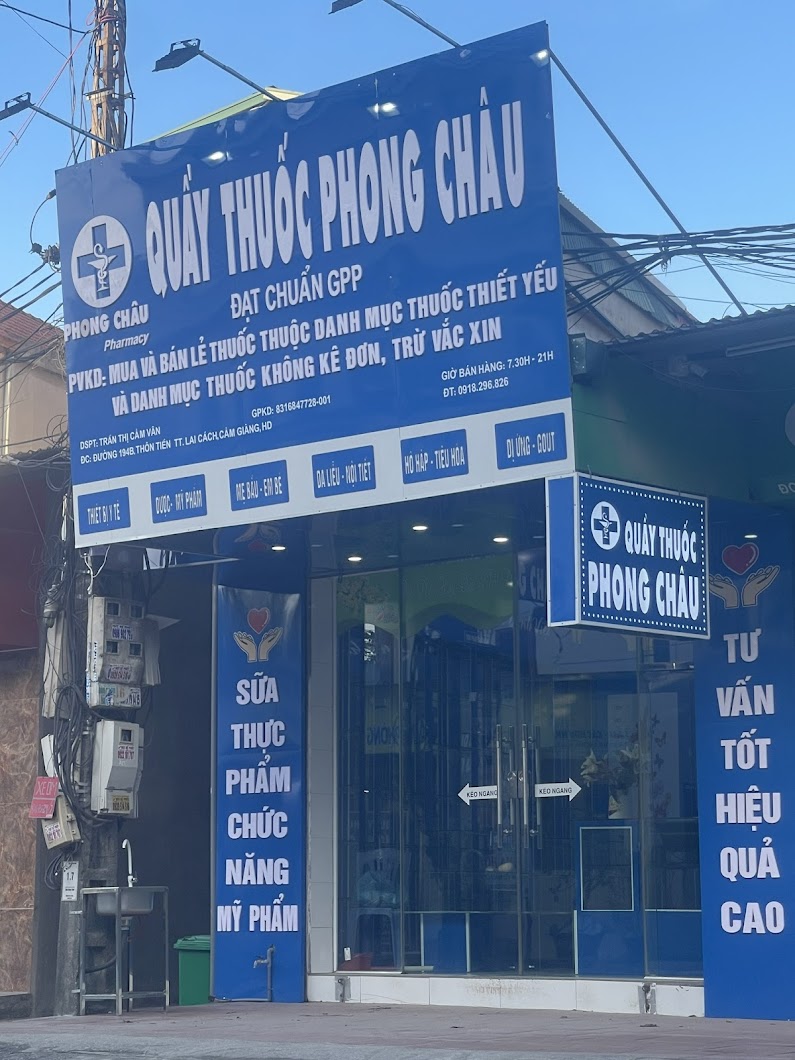 QUẦY THUỐC PHONG CHÂU
ĐẠT CHUẨN GPP
PHONG CHÂU
Pharmacy
PVKD: MUA VÀ BÁN LẺ THUỐC THUỘC DANH MỤC THUỐC THIẾT YẾU
VÀ DANH MỤC THUỐC KHÔNG KÊ ĐƠN, TRỪ VẮC XIN
GIỜ BÁN HÀNG: 7.30H - 21H
ĐT: 0918.296.826
GPKD: 8316847728-001
DSPT: TRẦN THỊ CẨM VÂN
ĐC: ĐƯỜNG 194B. THÔN TIẾN TT. LAI CÁCH, CẨM GIÀNG, HD
THIẾT BỊ Y TẾ
DƯỢC- MỸ PHẨM
MẸ BẦU - EM BÉ
DA LIỄU - NỘI TIẾT
HÔ HẤP - TIÊU HÓA
DỊ ỨNG - GOUT
QUẦY THUỐC
PHONG CHÂU
SỮA
THỰC
PHẨM
CHỨC
NĂNG
MỸ PHẨM
KÉO NGANG
KÉO NGANG
TƯ
VẤN
TỐT
HIỆU
QUẢ
CAO
1.7